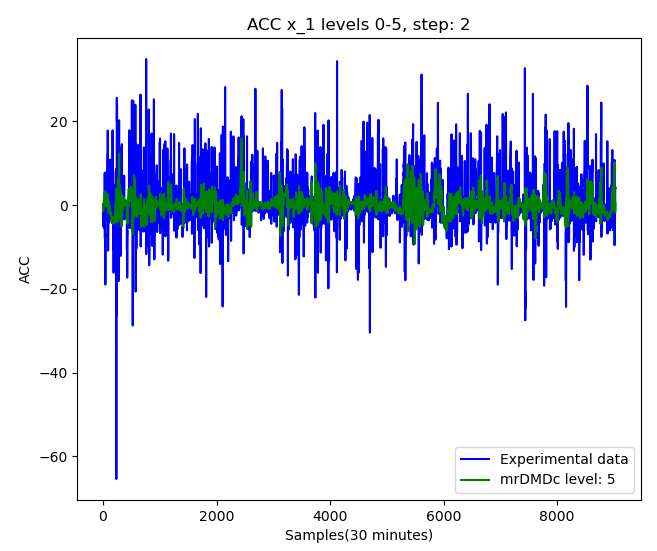 ACC x_1 levels 0-5, step: 2
20
0
−20
−40
−60
ACC
0
2000
4000
6000
8000
Samples(30 minutes)
Experimental data
mrDMDc level: 5